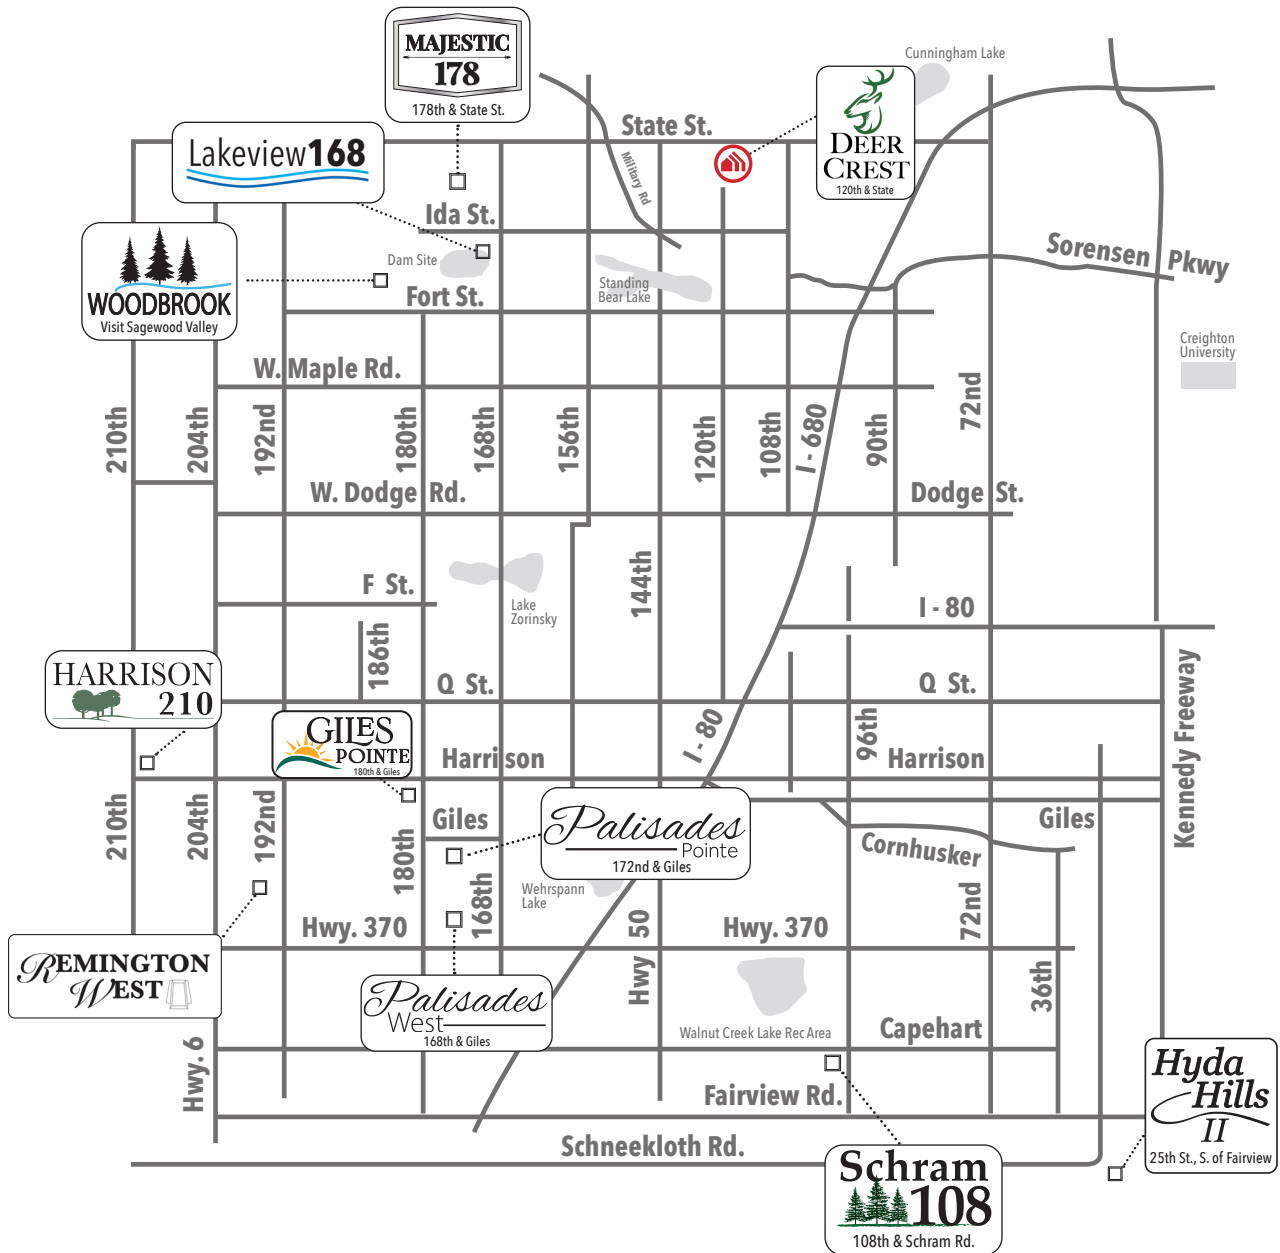 MAJESTIC
178
178th & State St.
Cunningham Lake
State St.
DEER
CREST
120th & State
Lakeview168
Military Rd
Ida St.
WOODBROOK
Visit Sagewood Valley
Dam Site
Standing
Bear Lake
Sorensen Pkwy
Fort St.
Creighton
University
W. Maple Rd.
210th
204th
192nd
180th
168th
156th
120th
108th
I - 680
90th
72nd
W. Dodge Rd.
Dodge St.
F St.
Lake
Zorinsky
144th
I - 80
186th
HARRISON
210
Q St.
Q St.
Kennedy Freeway
GILES
POINTE
180th & Giles
Harrison
I - 80
96th
Harrison
210th
204th
192nd
180th
Giles
Palisades
Pointe
172nd & Giles
Giles
Cornhusker
168th
Wehrspann
Lake
Hwy. 370
Hwy 50
Hwy. 370
72nd
36th
REMINGTON
WEST
Palisades
West
168th & Giles
Walnut Creek Lake Rec Area
Capehart
Hwy. 6
Fairview Rd.
Hyda
Hills
II
25th St., S. of Fairview
Schneekloth Rd.
Schram
108
108th & Schram Rd.